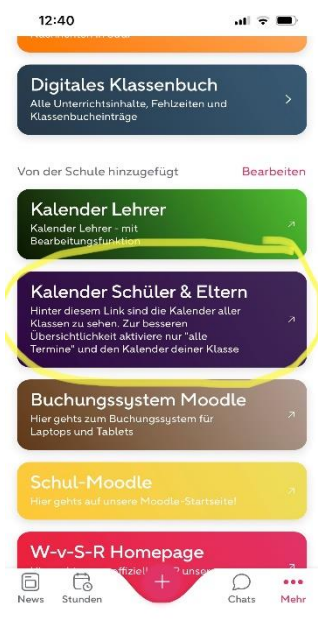 12:40
Digitales Klassenbuch
Alle Unterrichtsinhalte, Fehlzeiten und
Klassenbucheinträge
Von der Schule hinzugefügt Bearbeiten
Kalender Lehrer
Kalender Lehrer - mit
Bearbeitungsfunktion
Kalender Schüler & Eltern
Hinter diesem Link sind die Kalender aller
Klassen zu sehen. Zur besseren
Übersichtlichkeit aktiviere nur "alle
Termine" und den Kalender deiner Klasse
Buchungssystem Moodle
Hier gehts zum Buchungssystem für
Laptops und Tablets
Schul-Moodle
Hier gehts auf unsere Moodle-Startseite!
W-v-S-R Homepage
News Stunden Chats Mehr